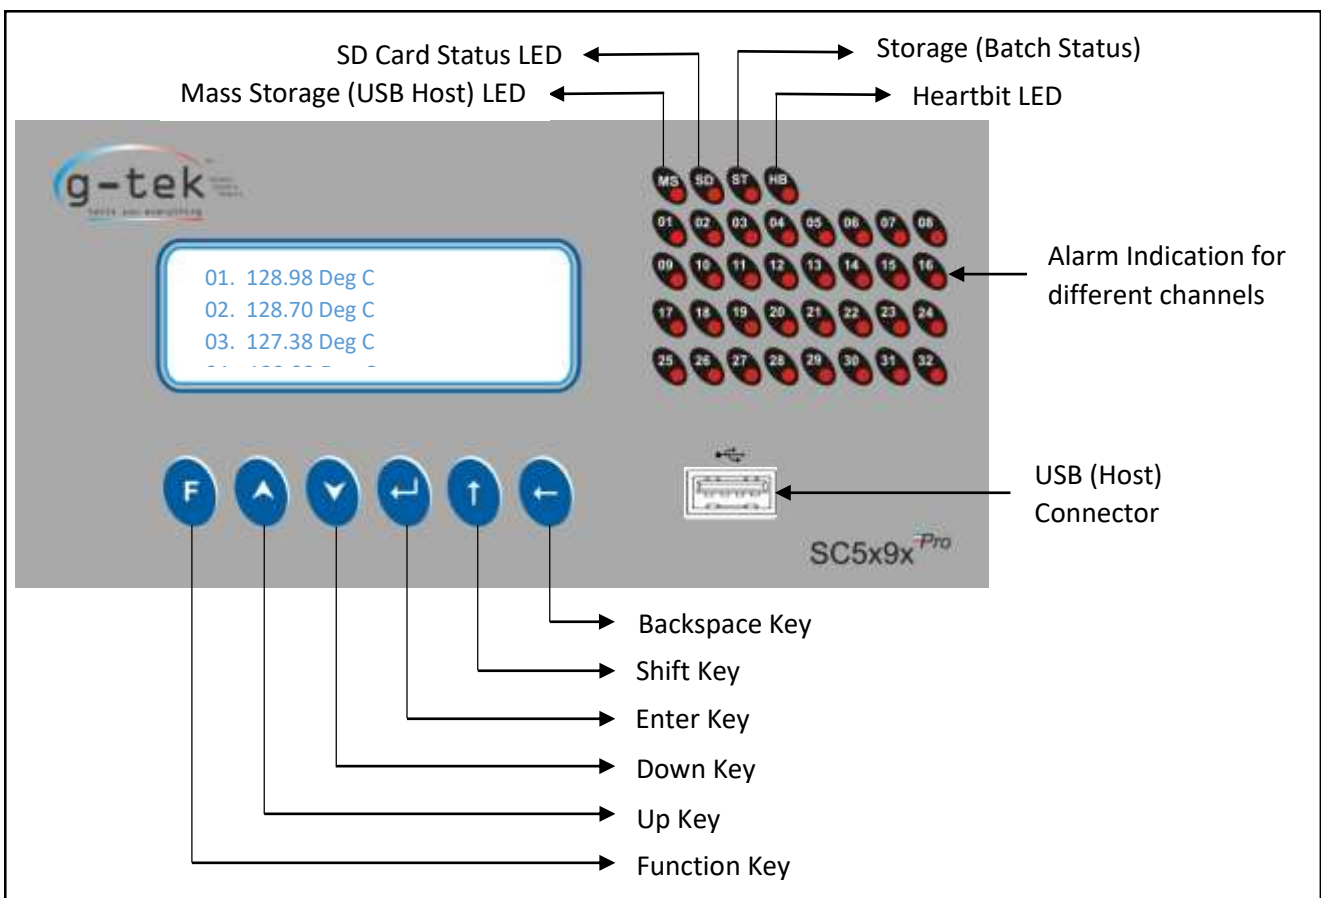 SD Card Status LED
Storage (Batch Status)
Mass Storage (USB Host) LED
Heartbit LED
g-tek
tells you everything
MS SD ST HB
01 02 03 04 05 06 07 08
09 10 11 12 13 14 15 16
17 18 19 20 21 22 23 24
25 26 27 28 29 30 31 32
Alarm Indication for
different channels
01. 128.98 Deg C
02. 128.70 Deg C
03. 127.38 Deg C
F
USB (Host)
Connector
SC5x9x Pro
Backspace Key
Shift Key
Enter Key
Down Key
Up Key
Function Key